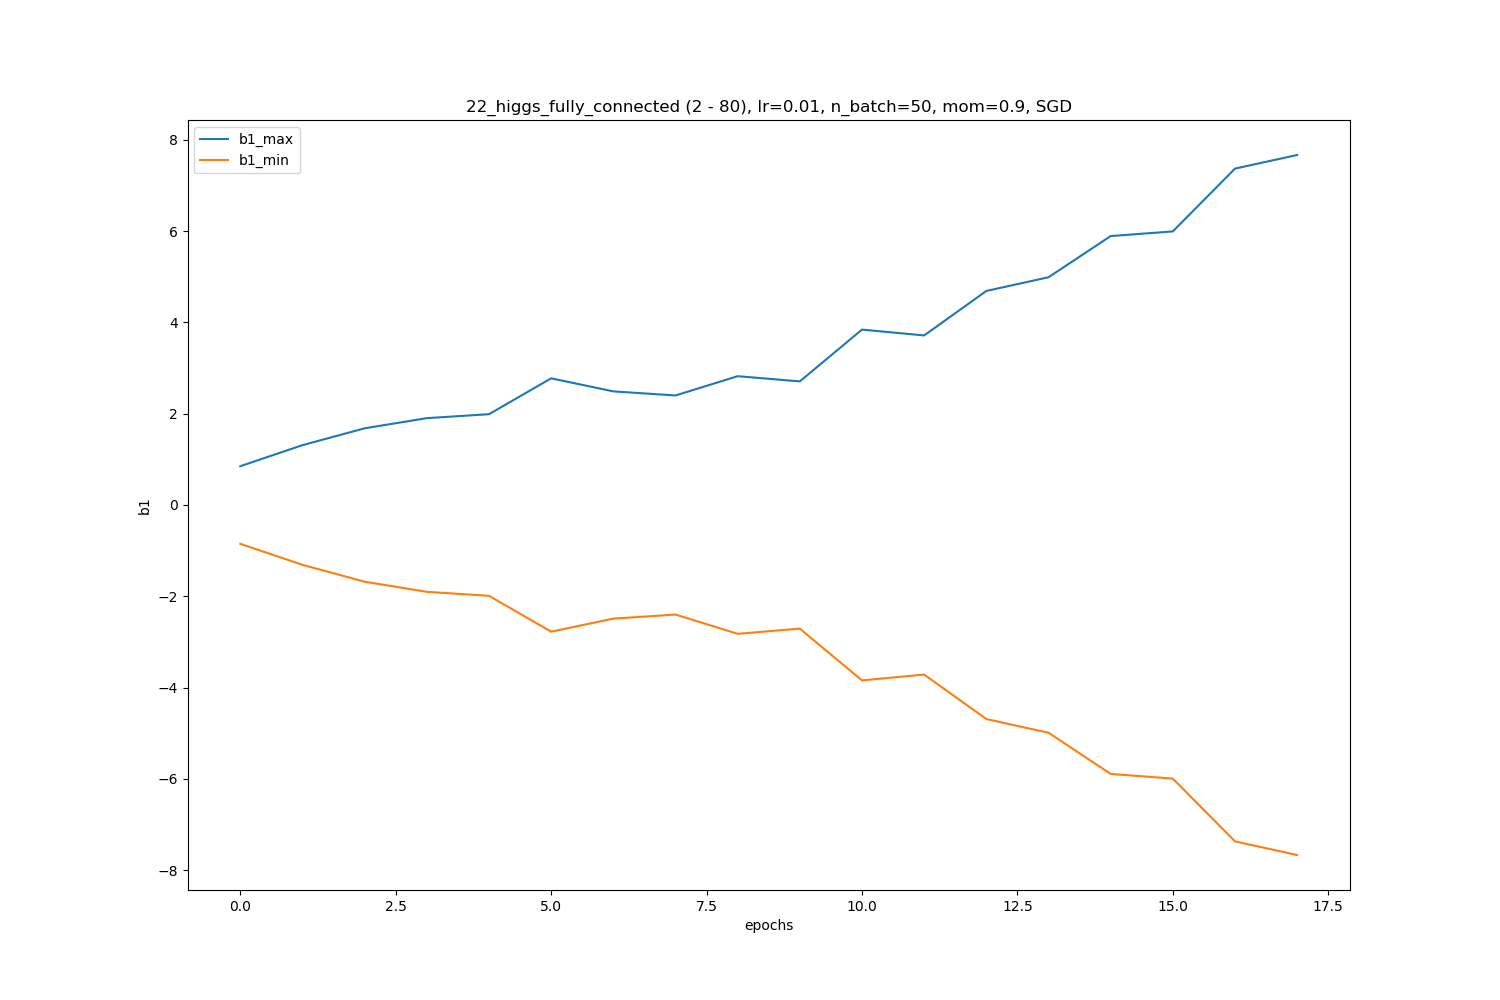 22_higgs_fully_connected (2 - 80), lr=0.01, n_batch=50, mom=0.9, SGD
b1_max
b1_min
8
6
4
2
0
−2
−4
−6
−8
b1
0.0 2.5 5.0 7.5 10.0 12.5 15.0 17.5
epochs